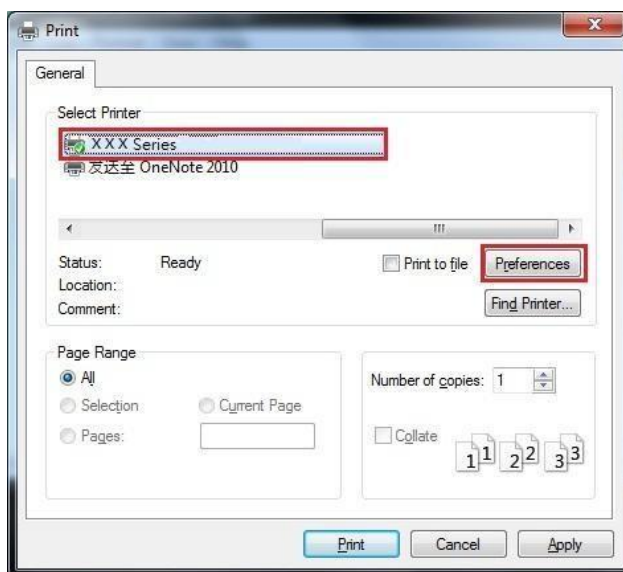 Print
General
Select Printer
XXX Series
发送至 OneNote 2010
Status: Ready
Print to file
Preferences
Location:
Comment:
Find Printer...
Page Range
All
Selection
Current Page
Pages:
Number of copies: 1
Collate
1 1 2 2 3 3
Print
Cancel
Apply